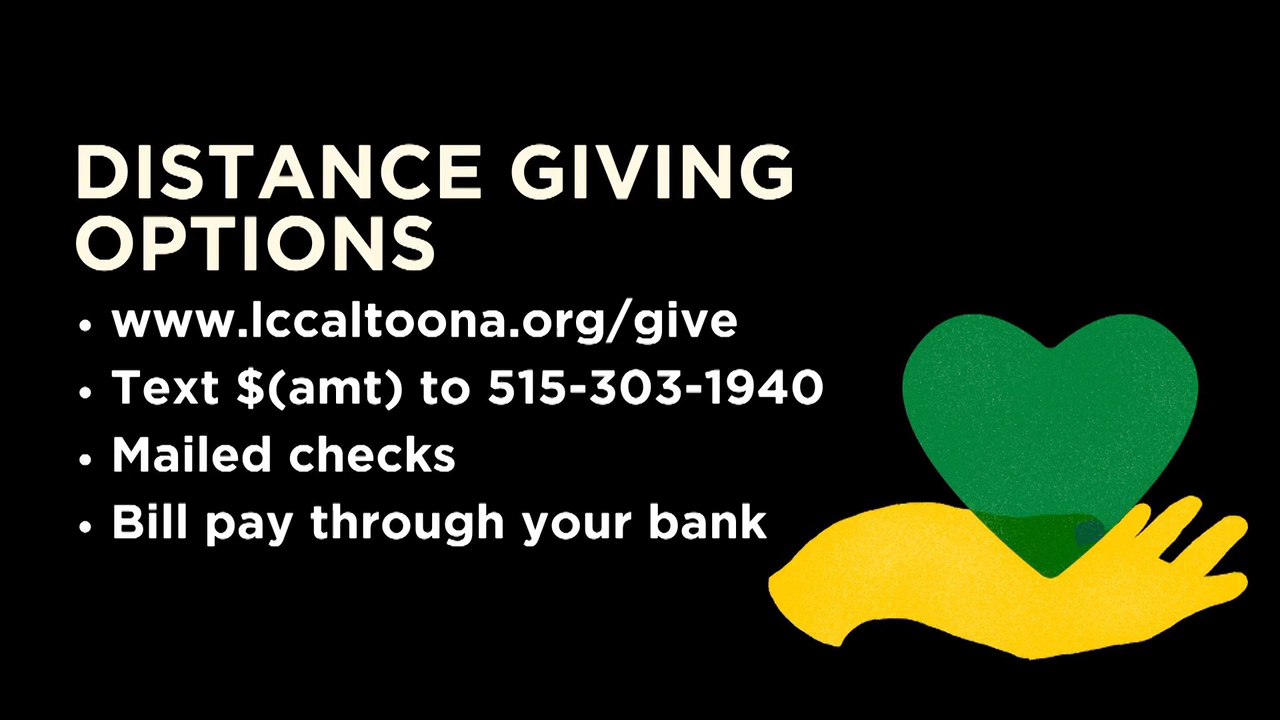 DISTANCE GIVING
OPTIONS
• www.lccaltoona.org/give
• Text $(amt) to 515-303-1940
• Mailed checks
• Bill pay through your bank